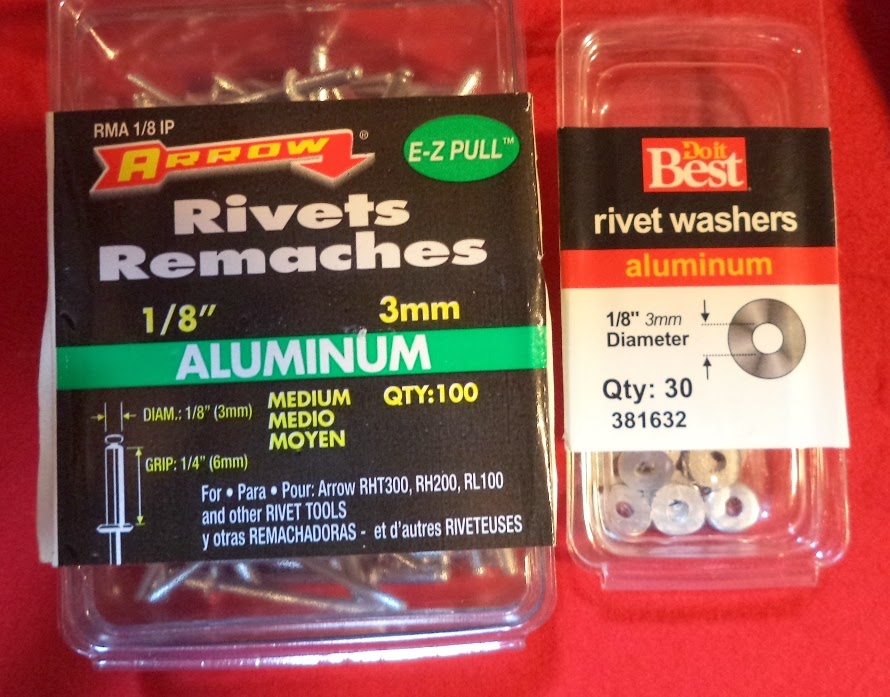 RMA 1/8 IP
ARROW®
E-Z PULL™
Rivets
Remaches
1/8" 3mm
ALUMINUM
MEDIUM QTY:100
MEDIO
MOYEN
DIAM.: 1/8" (3mm)
GRIP: 1/4" (6mm)
For • Para • Pour: Arrow RHT300, RH200, RL100
and other RIVET TOOLS
y otras REMACHADORAS - et d'autres RIVETEUSES
Do it
Best
rivet washers
aluminum
1/8" 3mm
Diameter
Qty: 30
381632